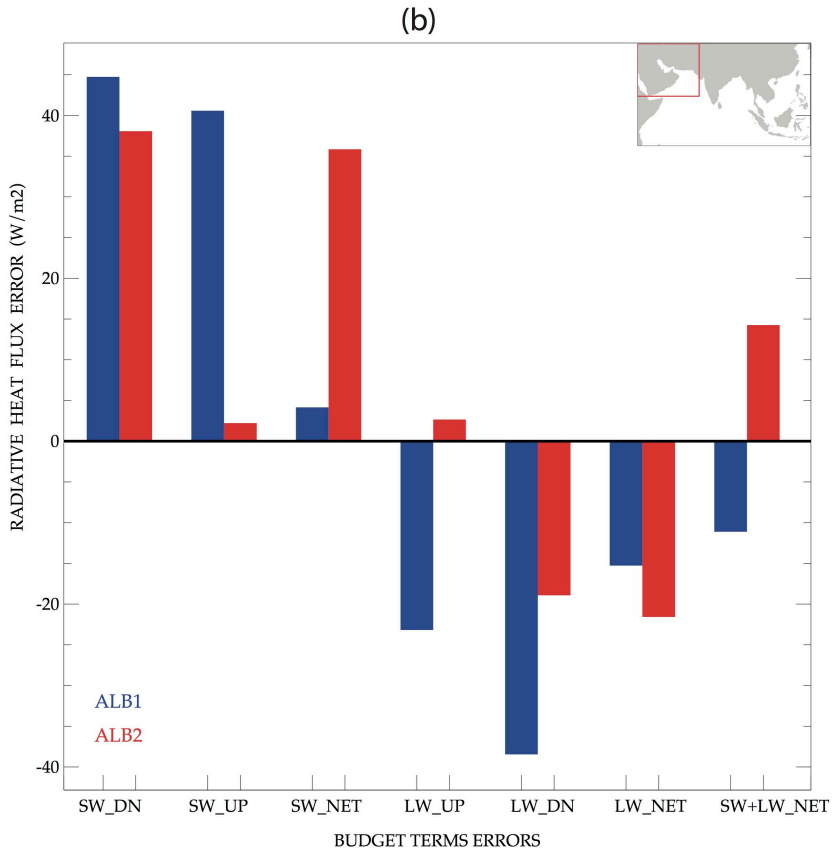 (b)
RADIATIVE HEAT FLUX ERROR (W/m2)
40
20
0
-20
-40
ALB1
ALB2
SW_DN SW_UP SW_NET LW_UP LW_DN LW_NET SW+LW_NET
BUDGET TERMS ERRORS